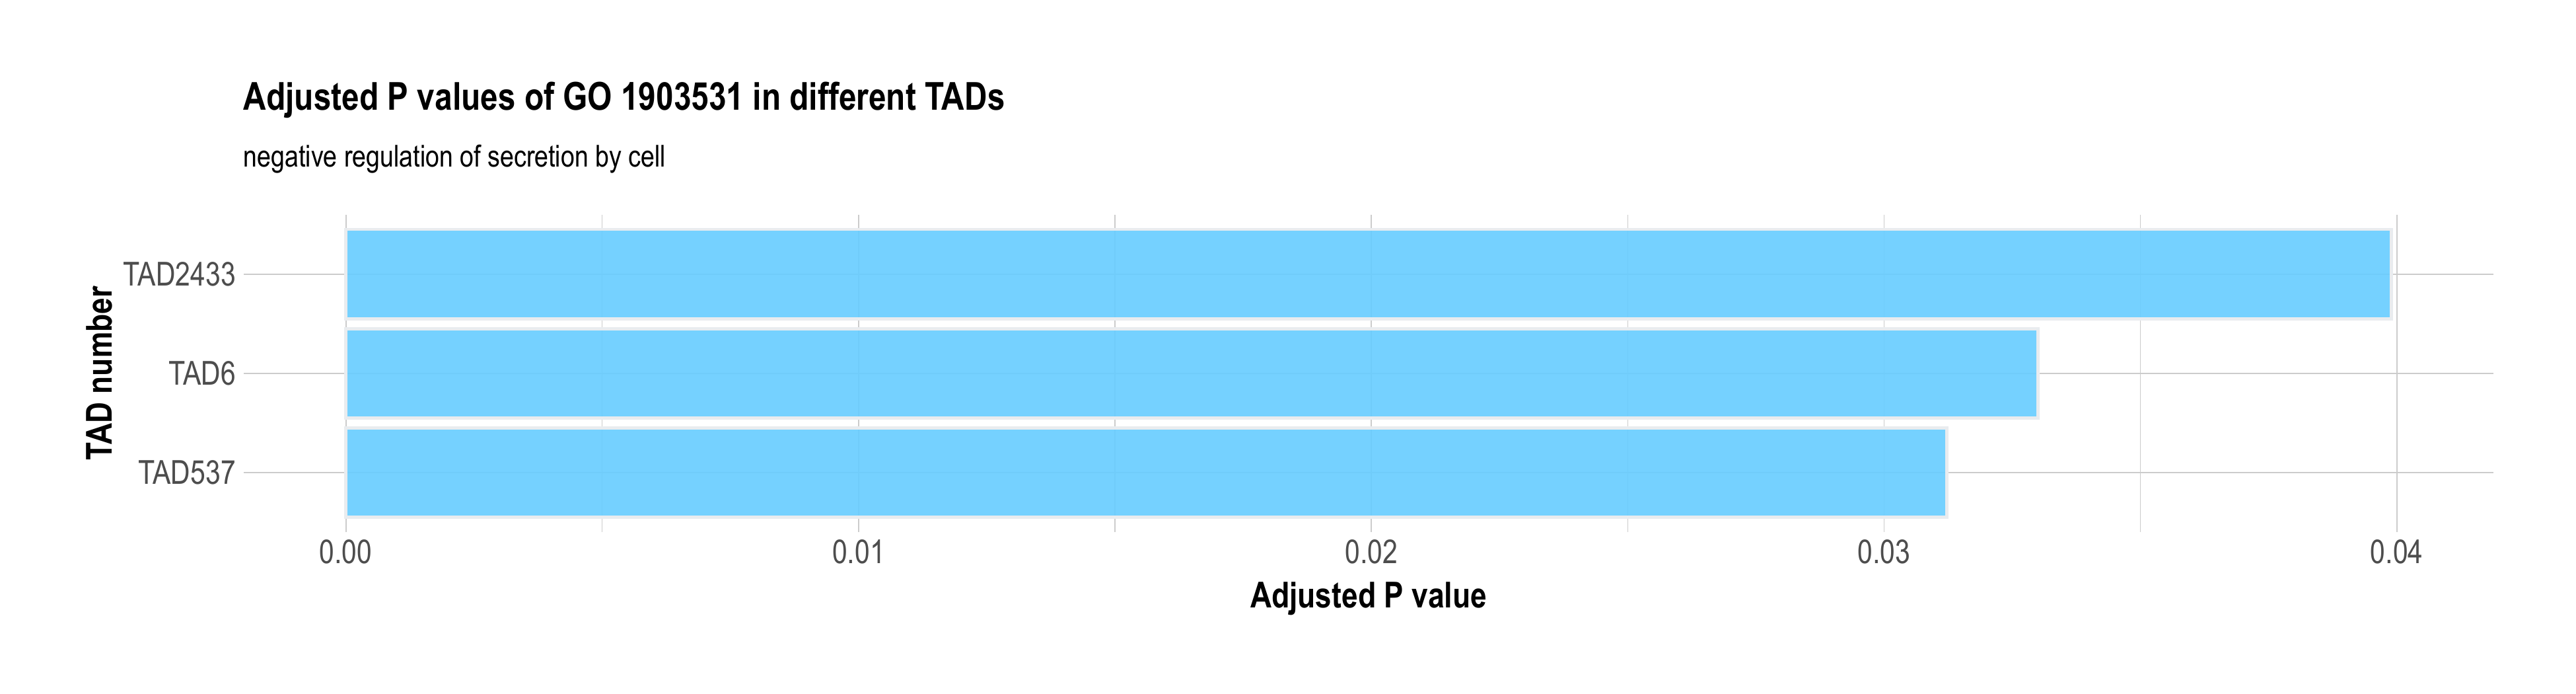 Adjusted P values of GO 1903531 in different TADs
negative regulation of secretion by cell
TAD number
TAD2433
TAD6
TAD537
0.00 0.01 0.02 0.03 0.04
Adjusted P value